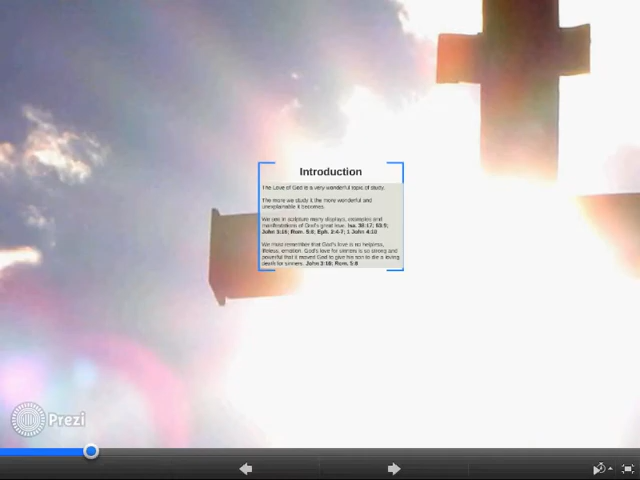 Introduction
The Love of God is a very wonderful topic of study.
The more we study it the more wonderful and
unexplainable it becomes.
We see in scripture many displays, examples and
manifestations of God's great love. Isa. 38:17; 63:9;
John 3:16; Rom. 5:8; Eph. 2:4-7; 1 John 4:10
We must remember that God's love is no helpless,
lifeless, emotion. God's love for sinners is so strong and
powerful that it moved God to give his son to die a loving
death for sinners. John 3:16; Rom. 5:8
Prezi